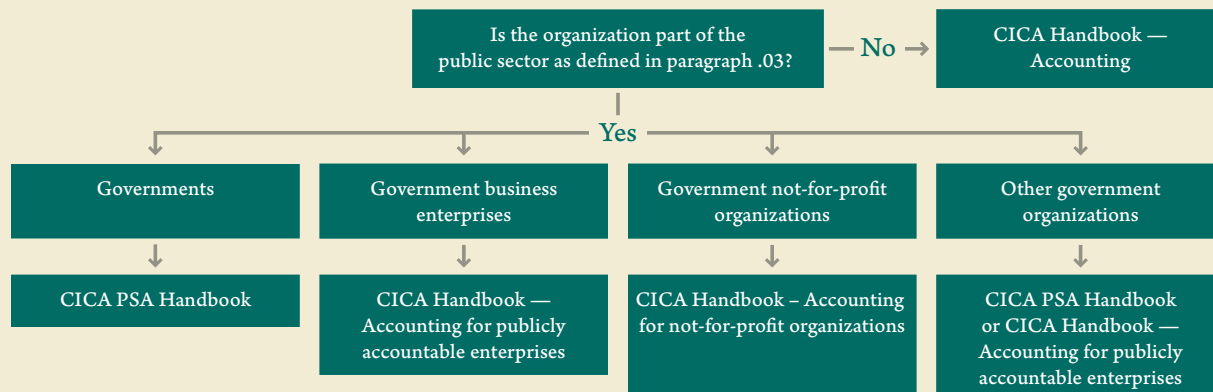 Is the organization part of the
public sector as defined in paragraph .03?
No
CICA Handbook —
Accounting
Yes
Governments
Government business
enterprises
Government not-for-profit
organizations
Other government
organizations
CICA PSA Handbook
CICA Handbook —
Accounting for publicly
accountable enterprises
CICA Handbook – Accounting
for not-for-profit organizations
CICA PSA Handbook
or CICA Handbook —
Accounting for publicly
accountable enterprises